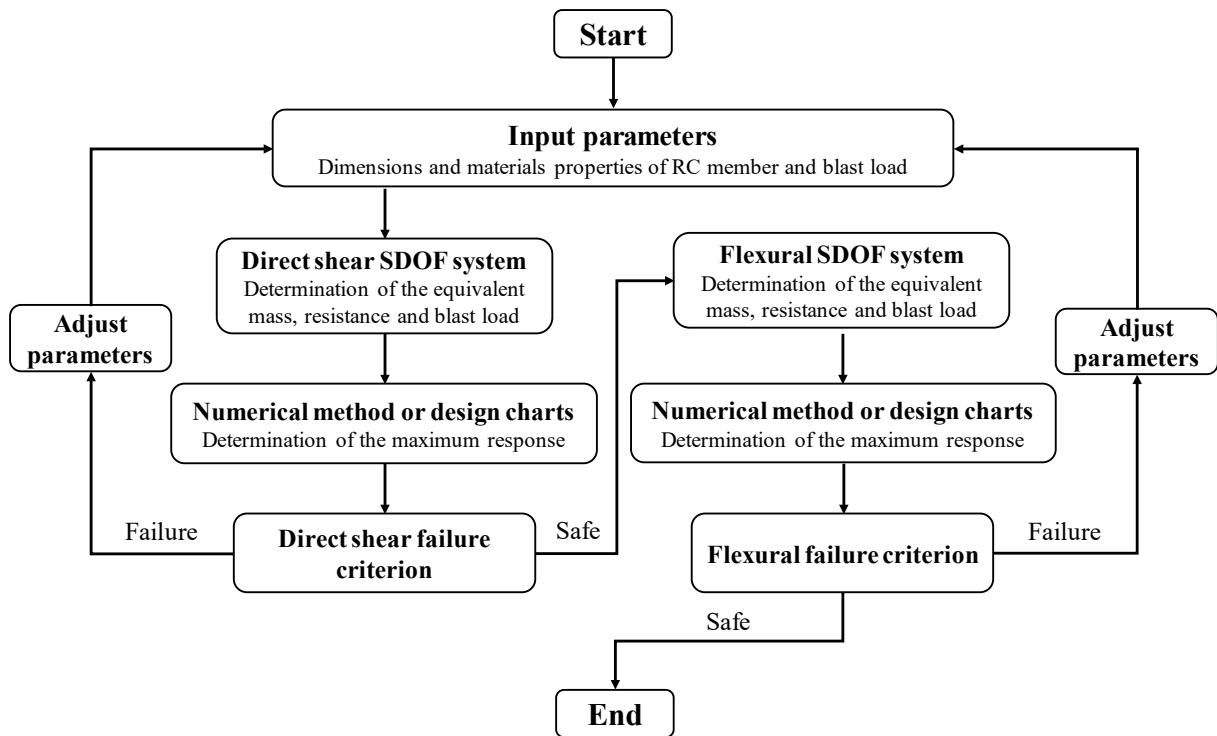 Start
Input parameters
Dimensions and materials properties of RC member and blast load
Direct shear SDOF system
Determination of the equivalent
mass, resistance and blast load
Flexural SDOF system
Determination of the equivalent
mass, resistance and blast load
Adjust
parameters
Adjust
parameters
Numerical method or design charts
Determination of the maximum response
Numerical method or design charts
Determination of the maximum response
Failure
Direct shear failure
criterion
Safe
Flexural failure criterion
Failure
Safe
End